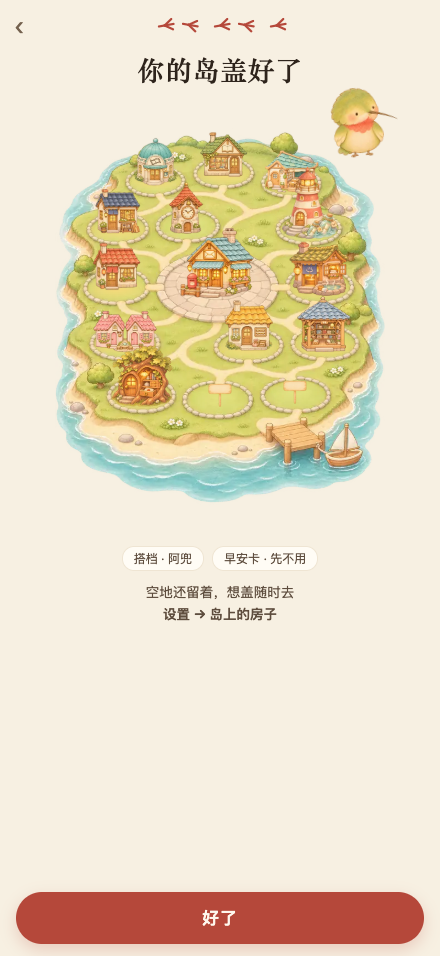 你的岛盖好了
搭档 · 阿兜
早安卡 · 先不用
空地还留着，想盖随时去
设置 → 岛上的房子
好了